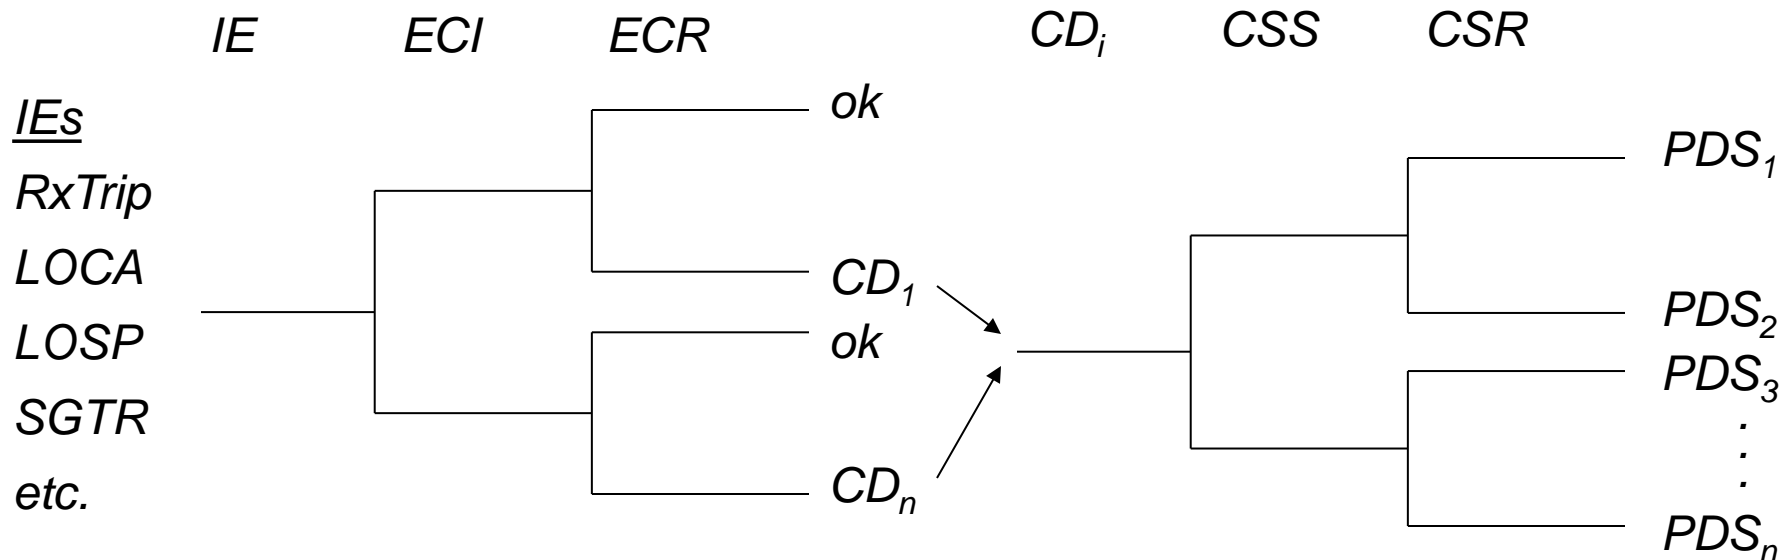 IE ECI ECR CDᵢ CSS CSR
IEs
RxTrip
LOCA
LOSP
SGTR
etc.
ok
CD₁
ok
CDₙ
PDS₁
PDS₂
PDS₃
.
.
.
PDSₙ